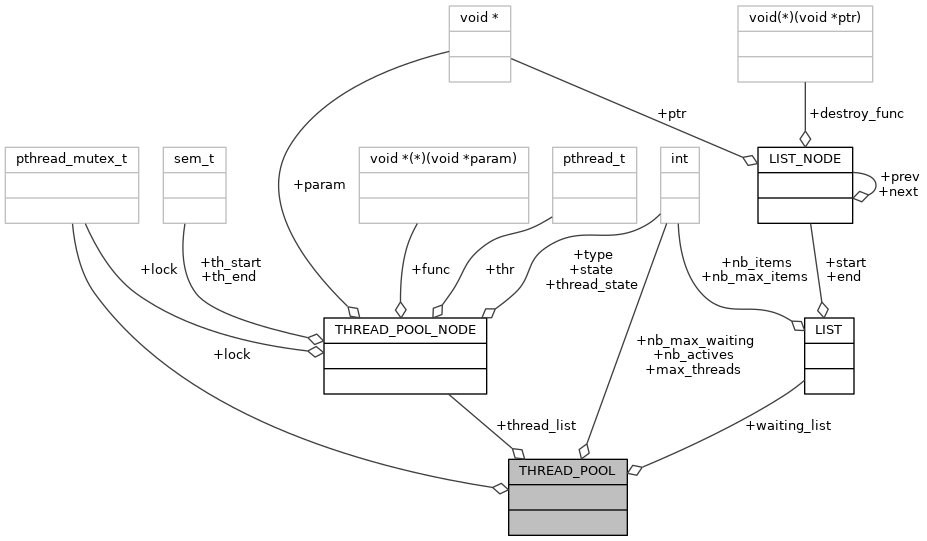 void *
void(*)(void *ptr)
+ptr
+destroy_func
pthread_mutex_t
sem_t
void *(*)(void *param)
pthread_t
int
LIST_NODE
+prev
+next
+param
+lock
+th_start
+th_end
+func
+thr
+type
+state
+thread_state
+nb_items
+nb_max_items
+start
+end
THREAD_POOL_NODE
LIST
+lock
+nb_max_waiting
+nb_actives
+max_threads
+thread_list
+waiting_list
THREAD_POOL